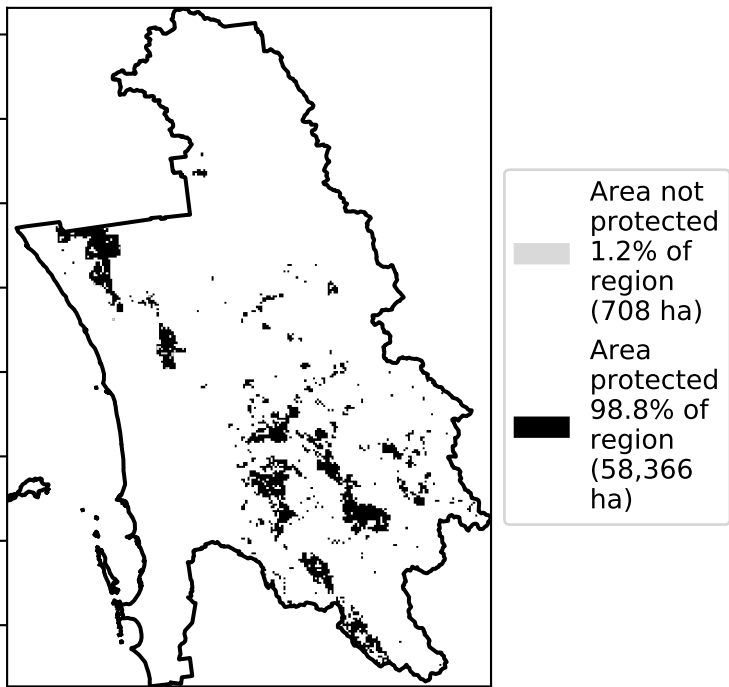 Area not
protected
1.2% of
region
(708 ha)
Area
protected
98.8% of
region
(58,366
ha)